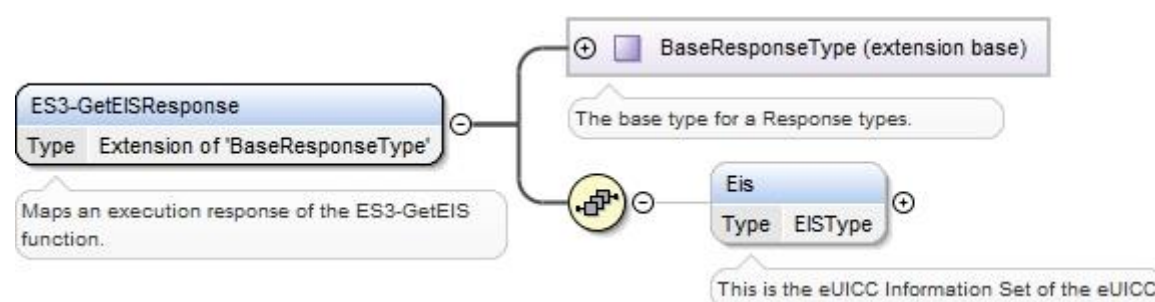 BaseResponseType (extension base)
The base type for a Response types.
ES3-GetEISResponse
Type Extension of 'BaseResponseType'
Maps an execution response of the ES3-GetEIS
function.
Eis
Type EISType
This is the eUICC Information Set of the eUICC